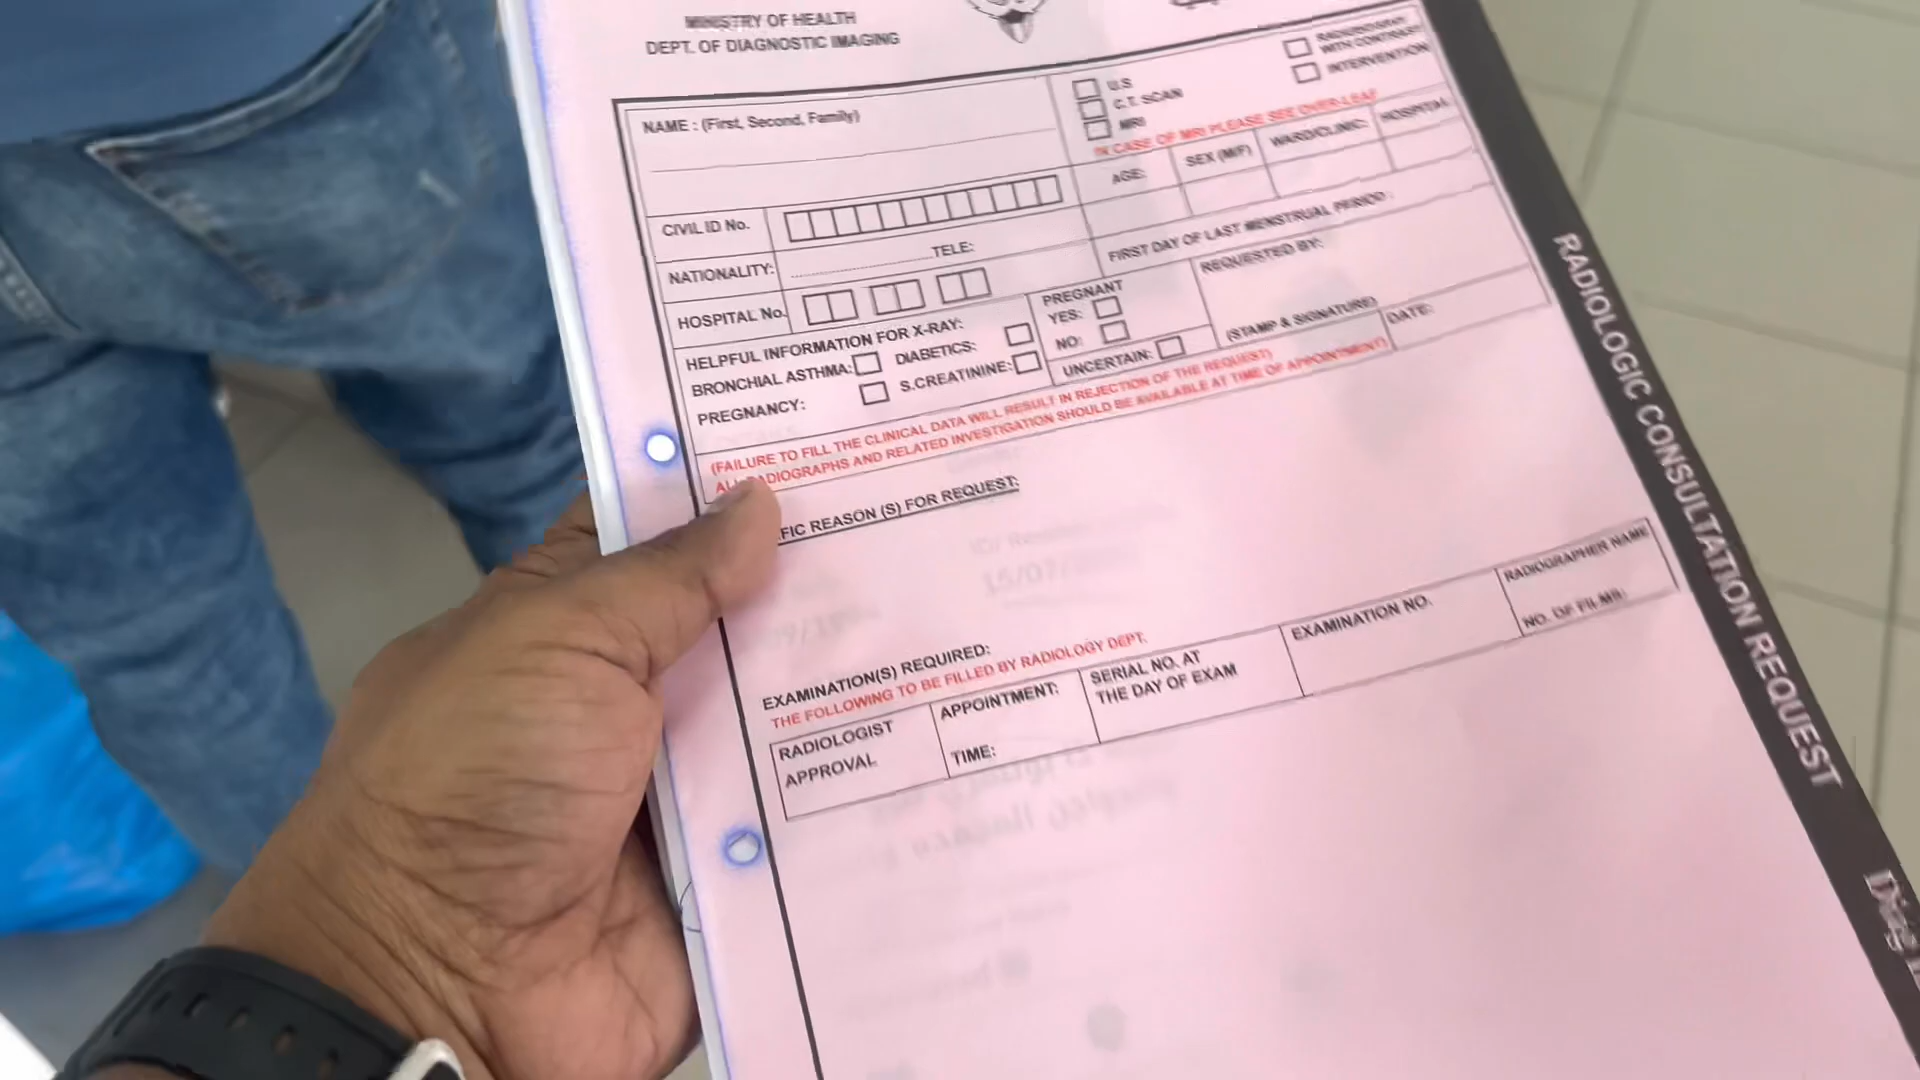 MINISTRY OF HEALTH
DEPT. OF DIAGNOSTIC IMAGING
NAME : (First, Second, Family)
U.S
C.T. SCAN
MRI
WITH CONTRAST
INTERVENTION
IN CASE OF MRI PLEASE SEE OVER-LEAF
CIVIL ID No.
AGE:
SEX (M/F)
WARD/CLINIC:
HOSPITAL
NATIONALITY:
TELE:
FIRST DAY OF LAST MENSTRUAL PERIOD :
HOSPITAL No.
PREGNANT
YES:
NO:
UNCERTAIN:
REQUESTED BY:
(STAMP & SIGNATURE)
DATE:
HELPFUL INFORMATION FOR X-RAY:
BRONCHIAL ASTHMA:
DIABETICS:
PREGNANCY:
S.CREATININE:
(FAILURE TO FILL THE CLINICAL DATA WILL RESULT IN REJECTION OF THE REQUEST)
ALL RADIOGRAPHS AND RELATED INVESTIGATION SHOULD BE AVAILABLE AT TIME OF APPOINTMENT)
FIC REASON (S) FOR REQUEST:
15/07/
EXAMINATION(S) REQUIRED:
THE FOLLOWING TO BE FILLED BY RADIOLOGY DEPT.
RADIOLOGIST
APPROVAL
APPOINTMENT:
TIME:
SERIAL NO. AT
THE DAY OF EXAM
EXAMINATION NO.
RADIOGRAPHER NAME
NO. OF FILMS:
RADIOLOGIC CONSULTATION REQUEST